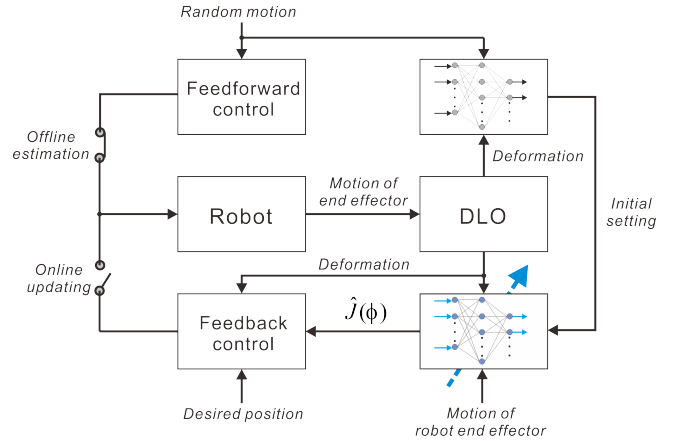 Random motion
Feedforward
control
Offline
estimation
Deformation
Motion of
end effector
Robot
DLO
Initial
setting
Online
updating
Deformation
Feedback
control
Ĵ(ϕ)
Desired position
Motion of
robot end effector